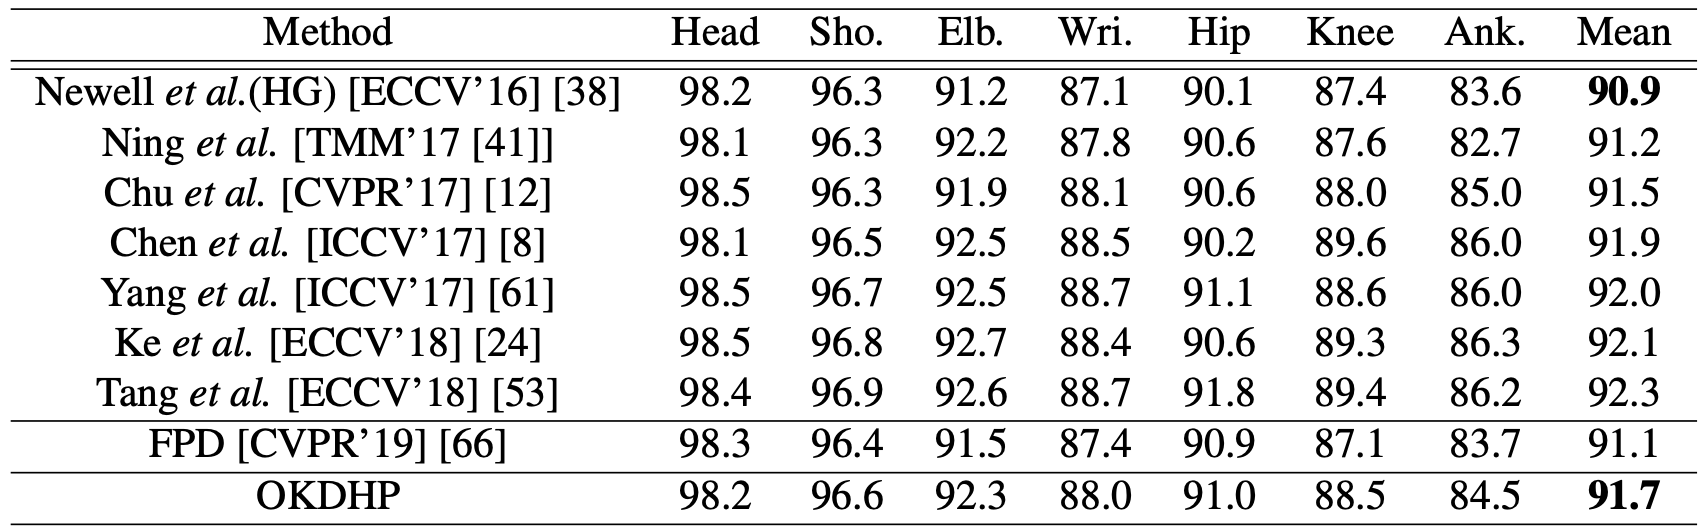 Method Head Sho. Elb. Wri. Hip Knee Ank. Mean
Newell et al.(HG) [ECCV’16] [38] 98.2 96.3 91.2 87.1 90.1 87.4 83.6 90.9
Ning et al. [TMM’17 [41]] 98.1 96.3 92.2 87.8 90.6 87.6 82.7 91.2
Chu et al. [CVPR’17] [12] 98.5 96.3 91.9 88.1 90.6 88.0 85.0 91.5
Chen et al. [ICCV’17] [8] 98.1 96.5 92.5 88.5 90.2 89.6 86.0 91.9
Yang et al. [ICCV’17] [61] 98.5 96.7 92.5 88.7 91.1 88.6 86.0 92.0
Ke et al. [ECCV’18] [24] 98.5 96.8 92.7 88.4 90.6 89.3 86.3 92.1
Tang et al. [ECCV’18] [53] 98.4 96.9 92.6 88.7 91.8 89.4 86.2 92.3
FPD [CVPR’19] [66] 98.3 96.4 91.5 87.4 90.9 87.1 83.7 91.1
OKDHP 98.2 96.6 92.3 88.0 91.0 88.5 84.5 91.7